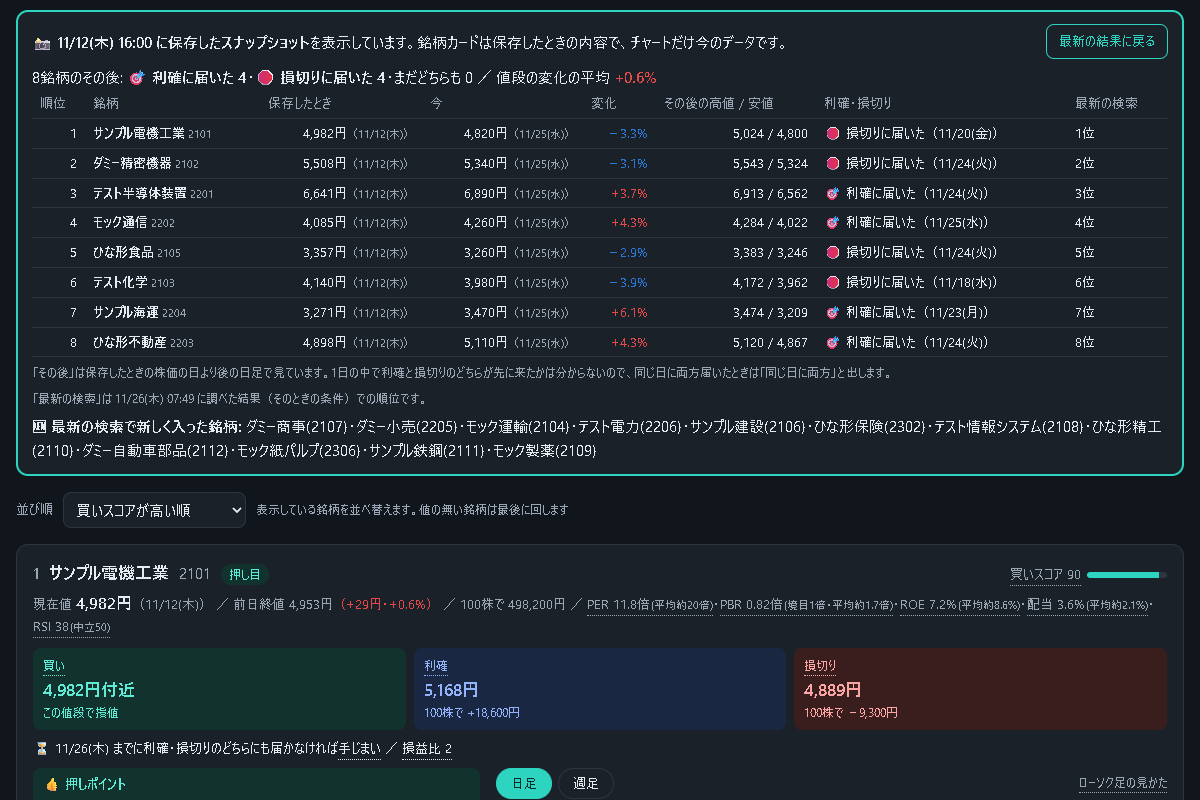 📸 11/12(木) 16:00 に保存したスナップショットを表示しています。銘柄カードは保存したときの内容で、チャートだけ今のデータです。
最新の結果に戻る
8銘柄のその後: 🎯 利確に届いた 4・🛑 損切りに届いた 4・まだどちらも 0 ／ 値段の変化の平均 +0.6%
順位 銘柄 保存したとき 今 変化 その後の高値 / 安値 利確・損切り 最新の検索
1 サンプル電機工業 2101 4,982円 (11/12(木)) 4,820円 (11/25(水)) −3.3% 5,024 / 4,800 🛑 損切りに届いた (11/20(金)) 1位
2 ダミー精密機器 2102 5,508円 (11/12(木)) 5,340円 (11/25(水)) −3.1% 5,543 / 5,324 🛑 損切りに届いた (11/24(火)) 2位
3 テスト半導体装置 2201 6,641円 (11/12(木)) 6,890円 (11/25(水)) +3.7% 6,913 / 6,562 🎯 利確に届いた (11/24(火)) 3位
4 モック通信 2202 4,085円 (11/12(木)) 4,260円 (11/25(水)) +4.3% 4,284 / 4,022 🎯 利確に届いた (11/25(水)) 4位
5 ひな形食品 2105 3,357円 (11/12(木)) 3,260円 (11/25(水)) −2.9% 3,383 / 3,246 🛑 損切りに届いた (11/24(火)) 5位
6 テスト化学 2103 4,140円 (11/12(木)) 3,980円 (11/25(水)) −3.9% 4,172 / 3,962 🛑 損切りに届いた (11/18(水)) 6位
7 サンプル海運 2204 3,271円 (11/12(木)) 3,470円 (11/25(水)) +6.1% 3,474 / 3,209 🎯 利確に届いた (11/23(月)) 7位
8 ひな形不動産 2203 4,898円 (11/12(木)) 5,110円 (11/25(水)) +4.3% 5,120 / 4,867 🎯 利確に届いた (11/24(火)) 8位
「その後」は保存したときの株価の日より後の日足で見ています。1日の中で利確と損切りのどちらが先に来たかは分からないので、同じ日に両方届いたときは「同じ日に両方」と出します。
「最新の検索」は 11/26(木) 07:49 に調べた結果（そのときの条件）での順位です。
🆕 最新の検索で新しく入った銘柄: ダミー商事(2107)・ダミー小売(2205)・モック運輸(2104)・テスト電力(2206)・サンプル建設(2106)・ひな形保険(2302)・テスト情報システム(2108)・ひな形精工
(2110)・ダミー自動車部品(2112)・モック紙パルプ(2306)・サンプル鉄鋼(2111)・モック製薬(2109)
並び順 買いスコアが高い順 表示している銘柄を並べ替えます。値の無い銘柄は最後に回します
1 サンプル電機工業 2101 押し目 買いスコア 90
現在値 4,982円 (11/12(木)) ／ 前日終値 4,953円 (+29円・+0.6%) ／ 100株で 498,200円 ／ PER 11.8倍(平均約20倍)・PBR 0.82倍(境目1倍・平均約1.7倍)・ROE 7.2%(平均約8.6%)・配当 3.6%(平均約2.1%)・
RSI 38(中立50)
買い
4,982円付近
この値段で指値
利確
5,168円
100株で +18,600円
損切り
4,889円
100株で −9,300円
⏳ 11/26(木) までに利確・損切りのどちらにも届かなければ手じまい ／ 損益比 2
👍 押しポイント
日足 週足
ローソク足の見かた